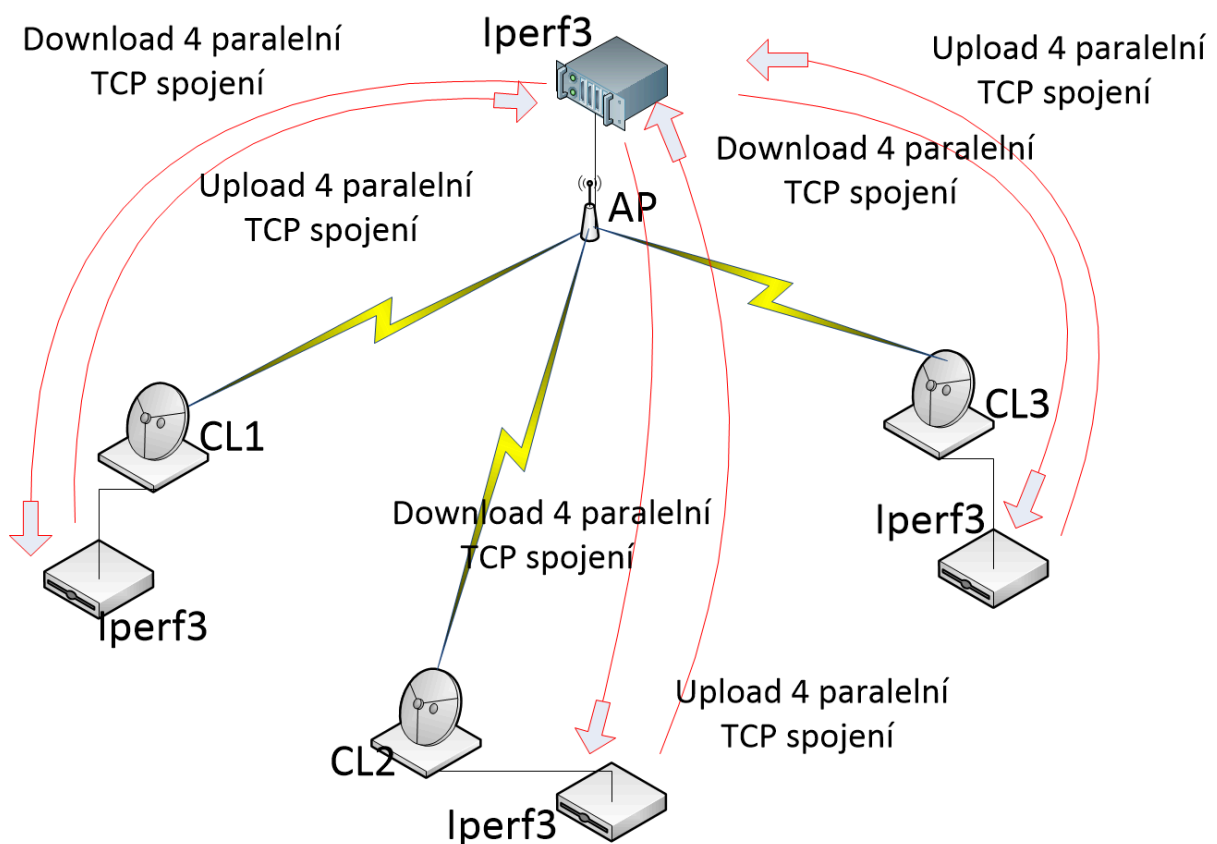 Iperf3
Download 4 paralelní
TCP spojení
Upload 4 paralelní
TCP spojení
Download 4 paralelní
TCP spojení
Upload 4 paralelní
TCP spojení
AP
CL1
CL3
Iperf3
Iperf3
Download 4 paralelní
TCP spojení
Upload 4 paralelní
TCP spojení
CL2
Iperf3